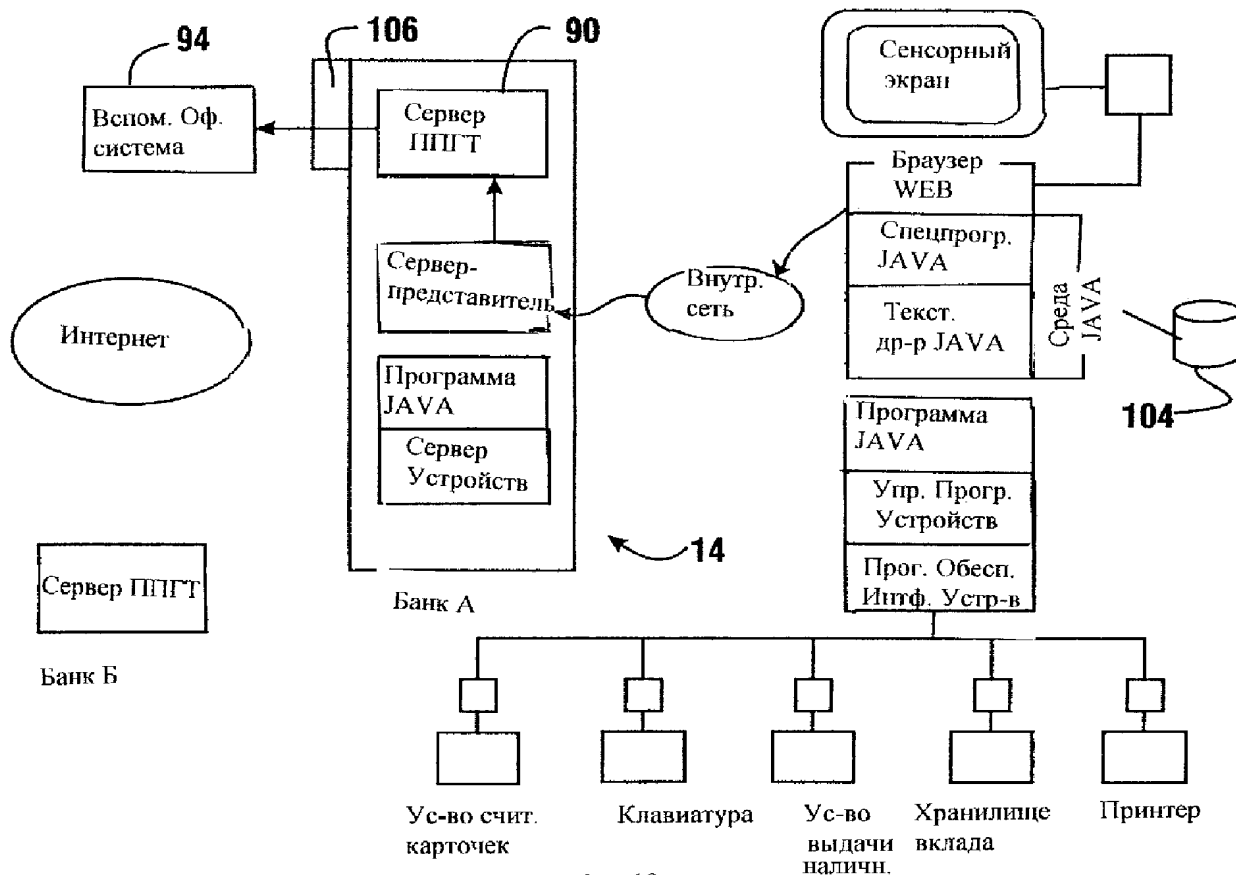 94
106
90
Вспом. Оф.
система
Сервер
ППГТ
Сенсорный
экран
Браузер
WEB
Спецпрогр.
JAVA
Текст.
др-р JAVA
Среда
JAVA
104
Внутр.
сеть
Сервер-
представитель
Интернет
Программа
JAVA
Сервер
Устройств
14
Банк А
Сервер ППГТ
Банк Б
Программа
JAVA
Упр. Прогр.
Устройств
Прог. Обесп.
Интф. Устр-в
Ус-во счит.
карточек
Клавиатура
Ус-во
выдачи
наличн.
Хранилище
вклада
Принтер